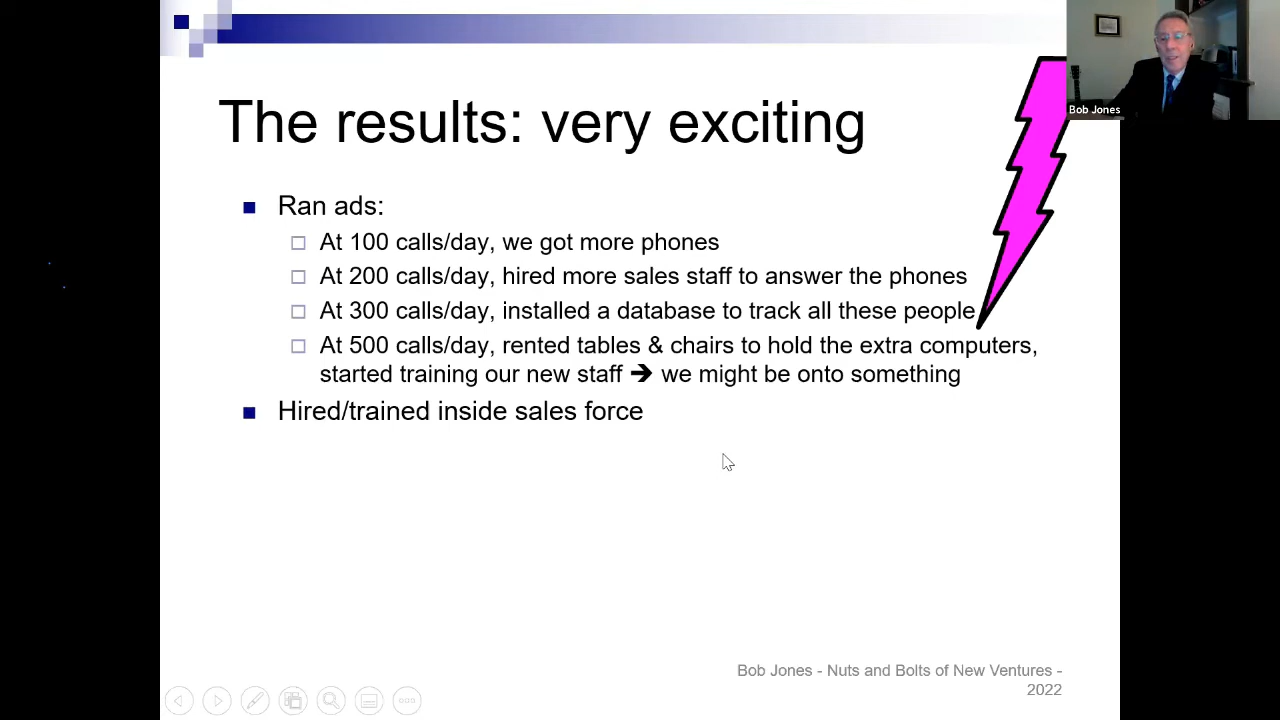 Bob Jones
The results: very exciting
Ran ads:
At 100 calls/day, we got more phones
At 200 calls/day, hired more sales staff to answer the phones
At 300 calls/day, installed a database to track all these people
At 500 calls/day, rented tables & chairs to hold the extra computers,
started training our new staff ➔ we might be onto something
Hired/trained inside sales force
Bob Jones - Nuts and Bolts of New Ventures -
2022